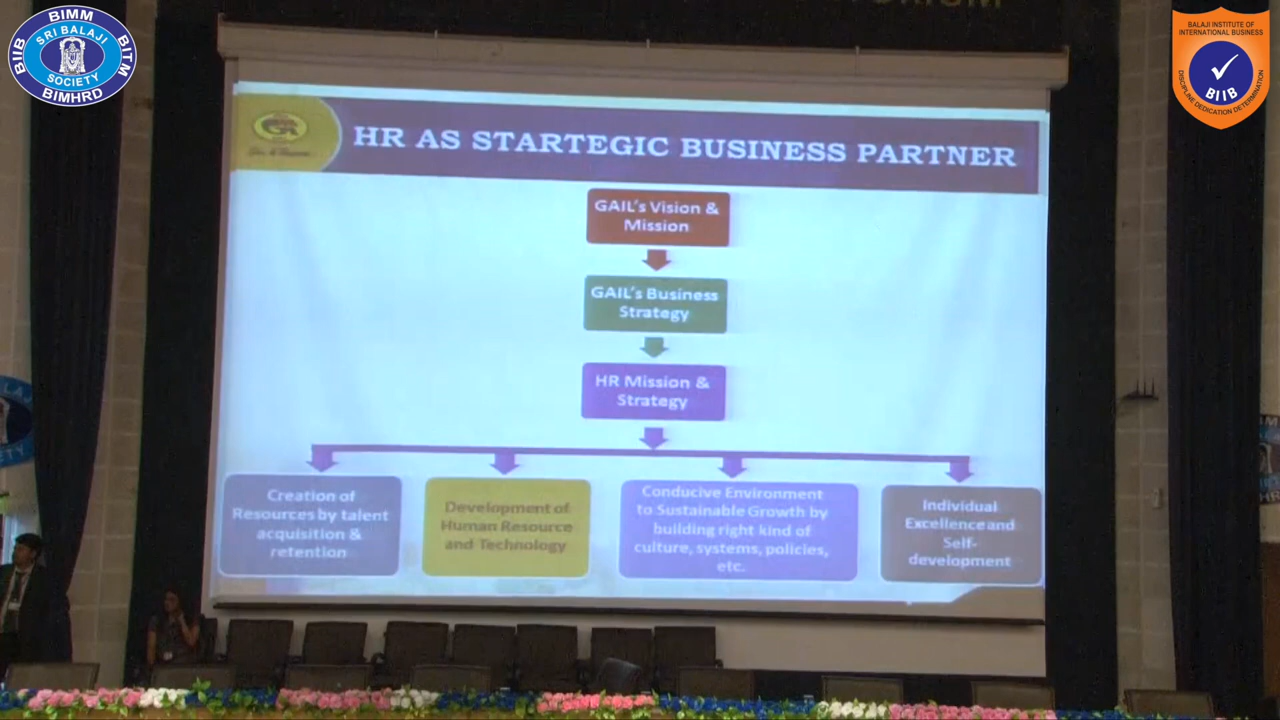 BIMM
BIIB
BITM
BIMHRD
SRI BALAJI
SOCIETY
BALAJI INSTITUTE OF
INTERNATIONAL BUSINESS
BIIB
DISCIPLINE DEDICATION DETERMINATION
HR AS STARTEGIC BUSINESS PARTNER
GAIL's Vision &
Mission
GAIL's Business
Strategy
HR Mission &
Strategy
Creation of
Resources by talent
acquisition &
retention
Development of
Human Resource
and Technology
Conducive Environment
to Sustainable Growth by
building right kind of
culture, systems, policies,
etc.
Individual
Excellence and
Self-
development